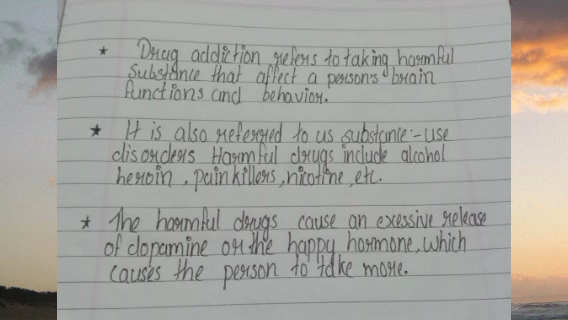 * Drug addiction refers to taking harmful
substance that affect a person's brain
functions and behavior.
* It is also referred to us substance:-use
disorders Harmful drugs include alcohol
heroin, painkillers, nicotine, etc.
* The harmful drugs cause an excessive release
of dopamine or the happy hormone, which
causes the person to take more.